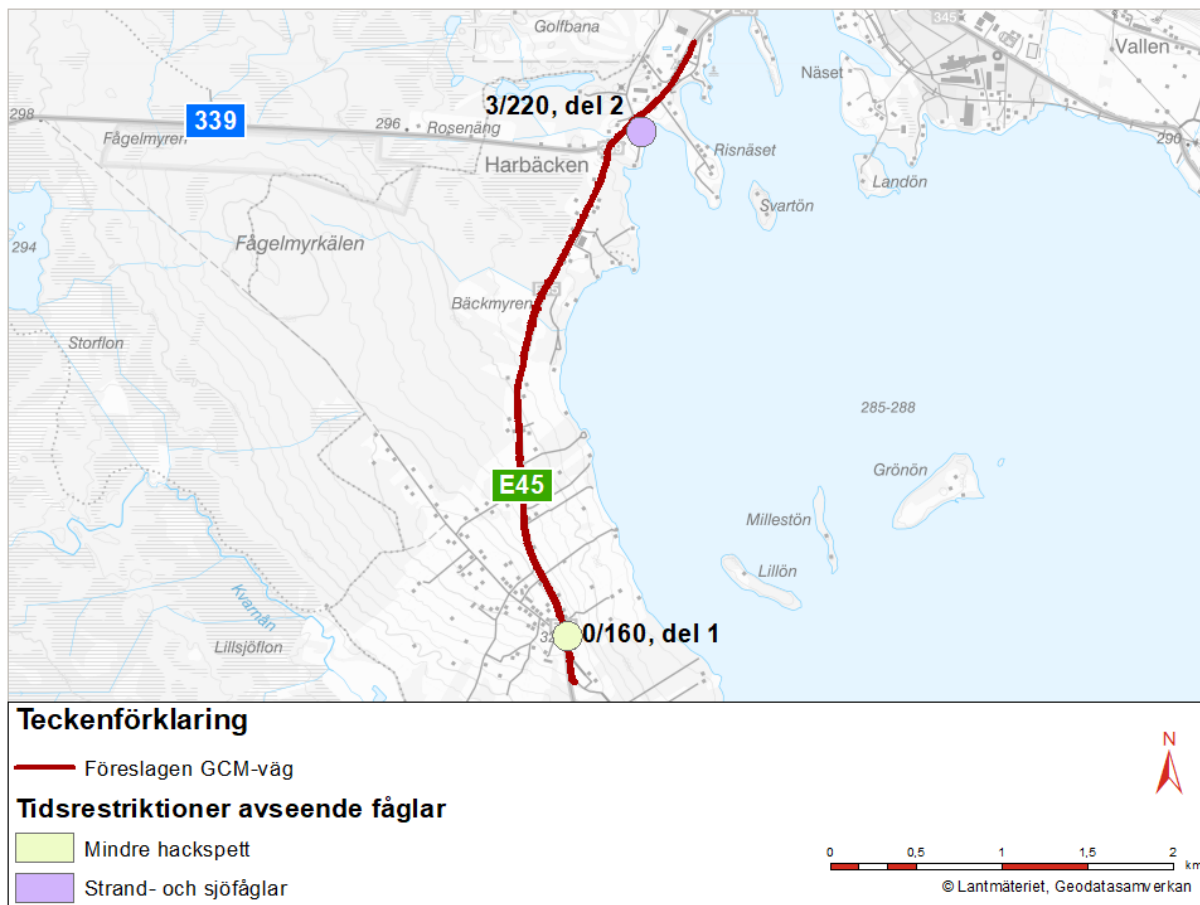 Golfbana
345
Vallen
Näset
3/220, del 2
298
339
296
Rosenäng
Fågelmyren
Harbäcken
Risnäset
290
Landön
Svartön
294
Fågelmyrkälen
Bäckmyren
Storflon
285-288
Grönön
E45
Millestön
Lillön
Kvarnån
0/160, del 1
Lillsjöflon
Teckenförklaring
Föreslagen GCM-väg
N
Tidsrestriktioner avseende fåglar
Mindre hackspett
0 0,5 1 1,5 2
km
Strand- och sjöfåglar
© Lantmäteriet, Geodatasamverkan